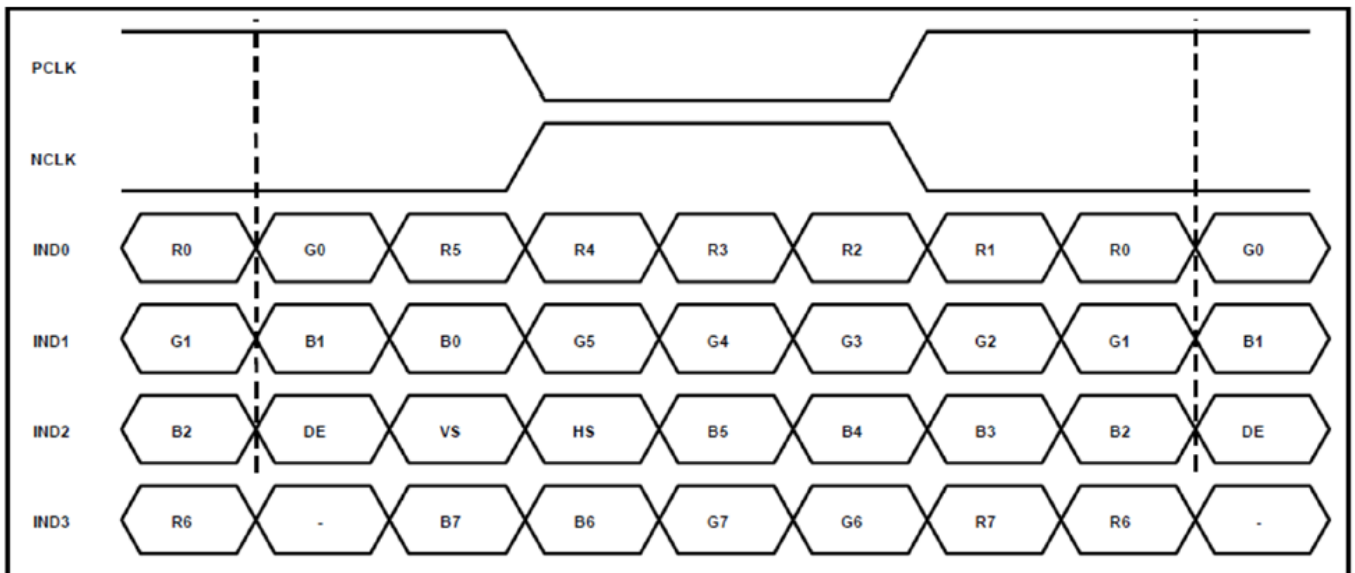 PCLK
NCLK
IND0 R0 G0 R5 R4 R3 R2 R1 R0 G0
IND1 G1 B1 B0 G5 G4 G3 G2 G1 B1
IND2 B2 DE VS HS B5 B4 B3 B2 DE
IND3 R6 - B7 B6 G7 G6 R7 R6 -